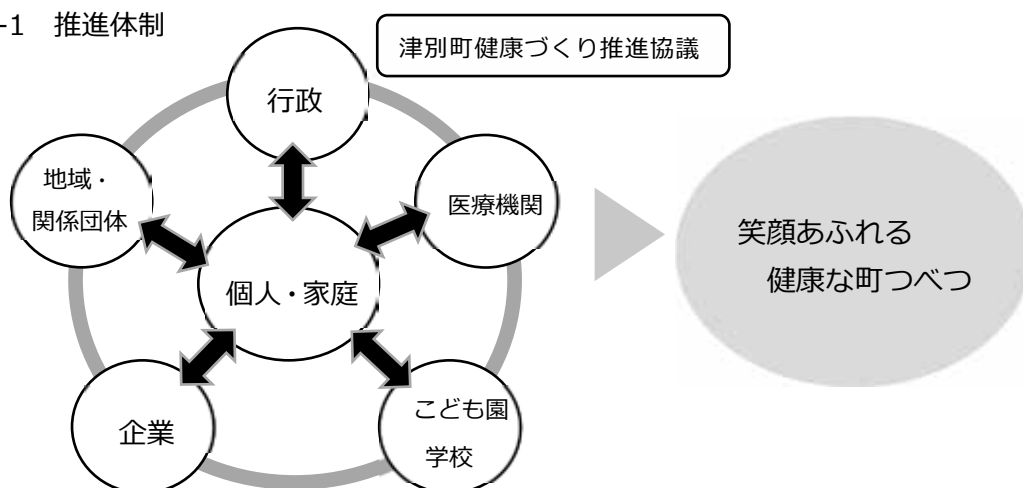 -1 推進体制
津別町健康づくり推進協議
行政
地域・
関係団体
医療機関
個人・家庭
笑顔あふれる
健康な町つべつ
企業
こども園
学校